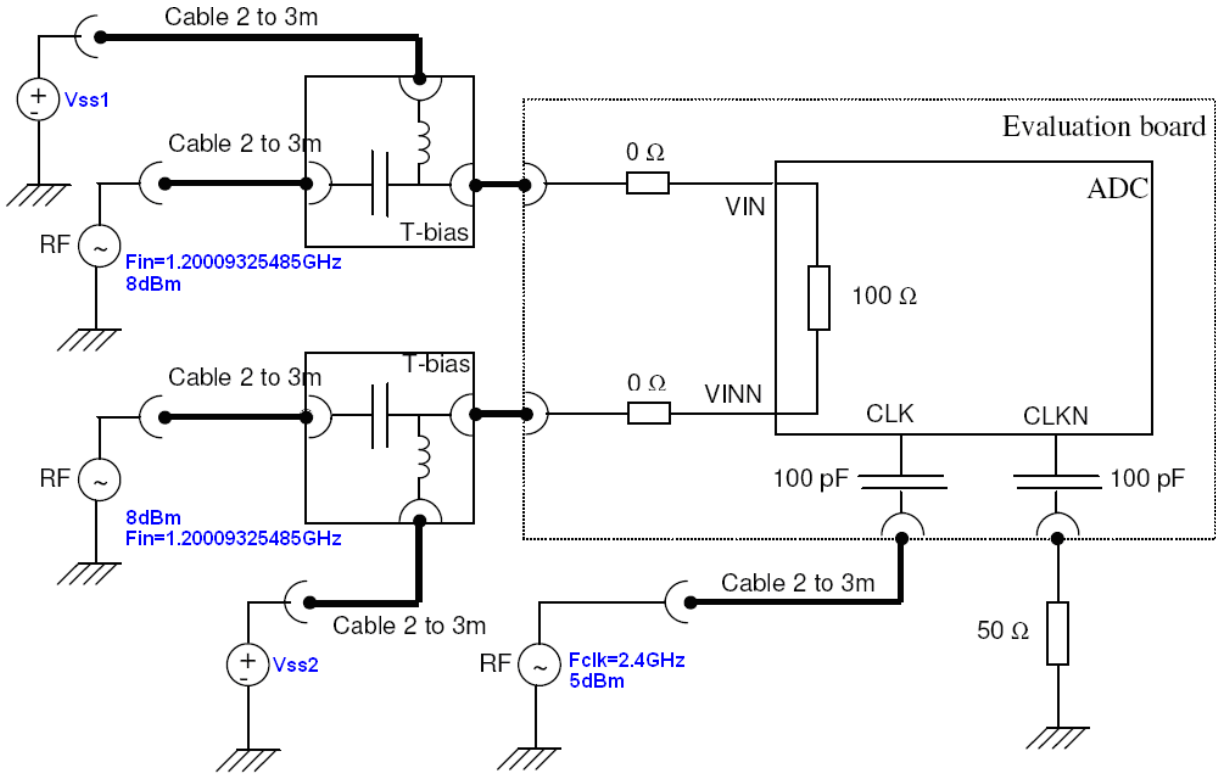 Cable 2 to 3m
Vss1
Cable 2 to 3m
T-bias
RF
Fin=1.20009325485GHz
8dBm
Evaluation board
0 Ω
VIN
ADC
100 Ω
T-bias
Cable 2 to 3m
0 Ω
VINN
CLK
CLKN
RF
100 pF
100 pF
8dBm
Fin=1.20009325485GHz
Cable 2 to 3m
Cable 2 to 3m
Vss2
RF
Fclk=2.4GHz
5dBm
50 Ω